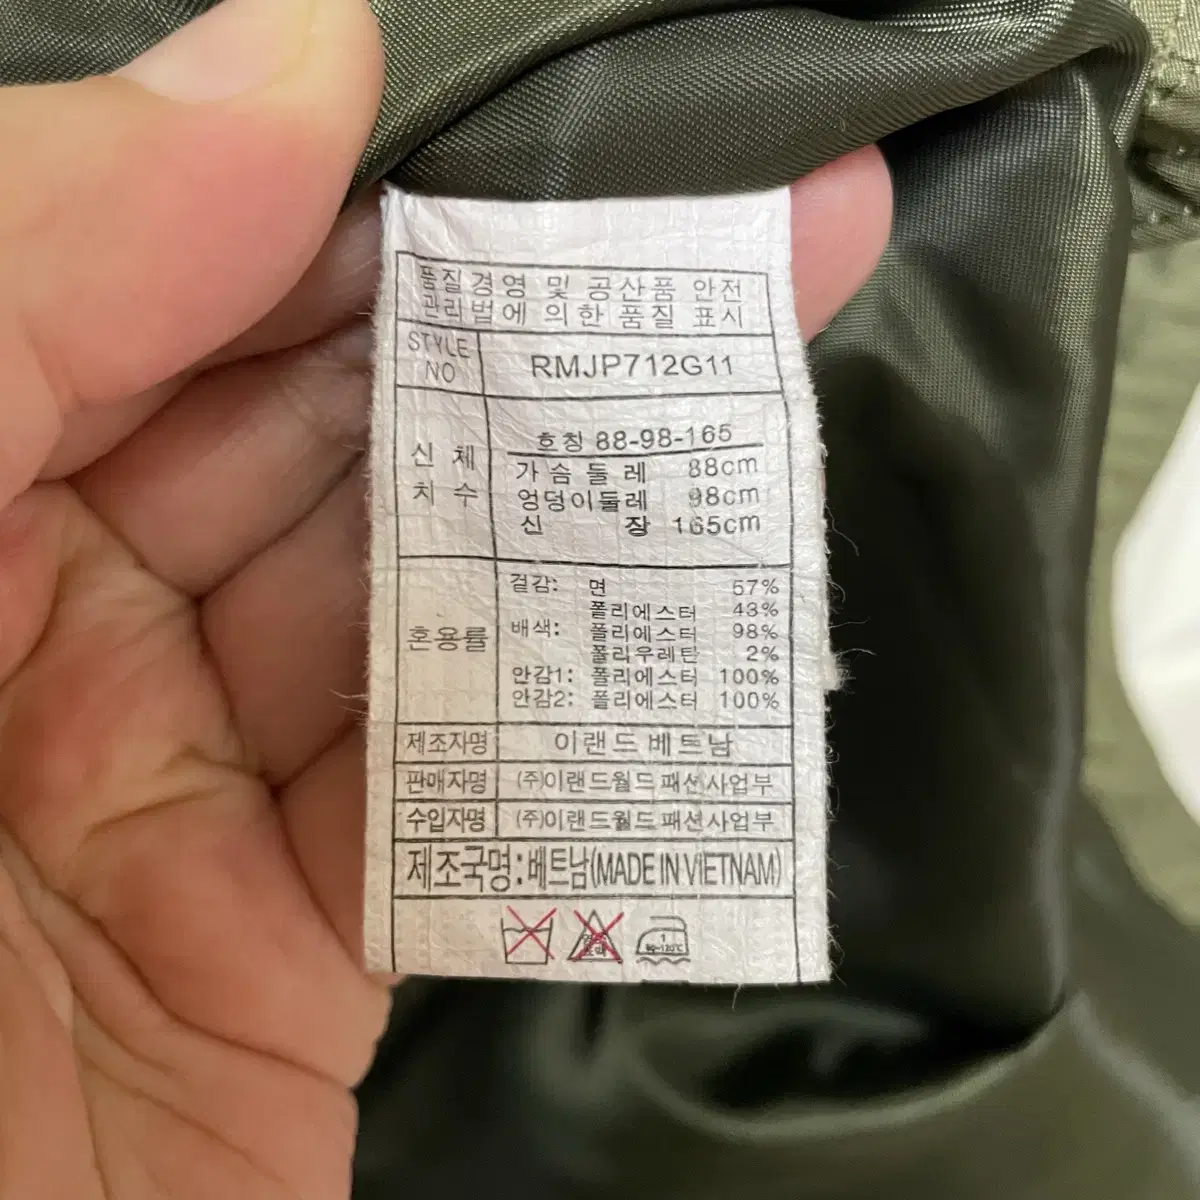 품질경영 및 공산품 안전
관리법에 의한 품질 표시
STYLE NO RMJP712G11
신체 치수
호칭 88-98-165
가슴둘레 88cm
엉덩이둘레 98cm
신 장 165cm
혼용률
겉감: 면 57%
폴리에스터 43%
배색: 폴리에스터 98%
폴리우레탄 2%
안감1: 폴리에스터 100%
안감2: 폴리에스터 100%
제조자명 이랜드베트남
판매자명 (주)이랜드월드패션사업부
수입자명 (주)이랜드월드패션사업부
제조국명:베트남(MADE IN VIETNAM)
1
80~120℃